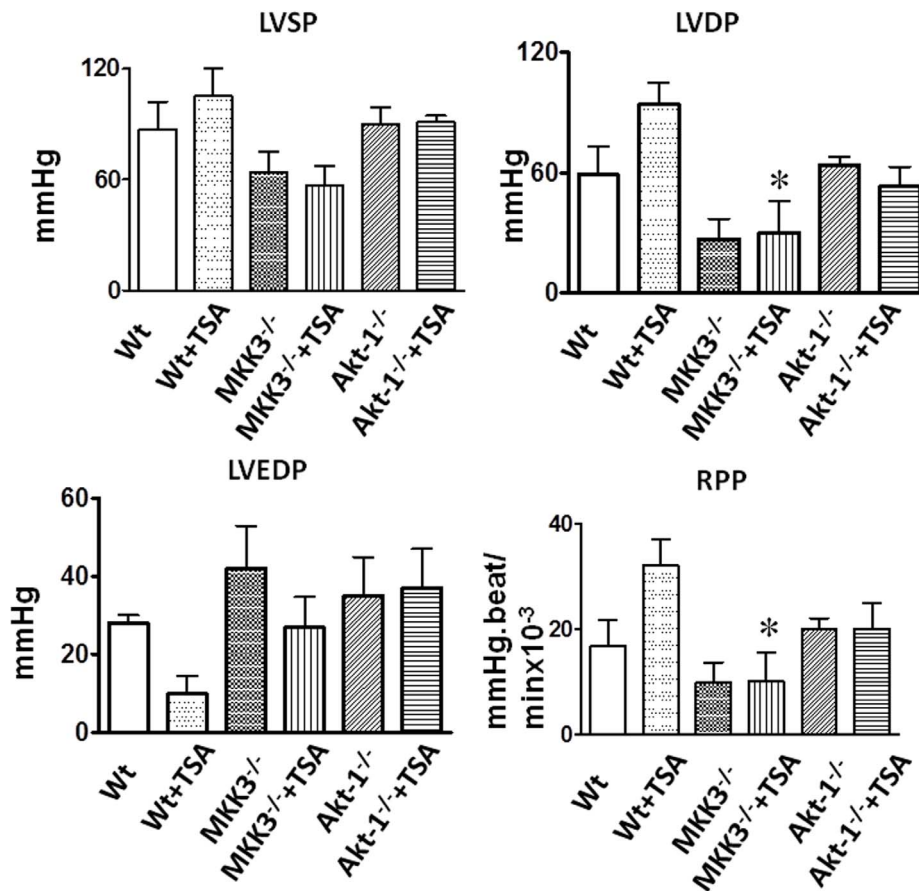 LVSP
120
60
0
mmHg
Wt
Wt+TSA
MKK3⁻/⁻
MKK3⁻/⁻+TSA
Akt-1⁻/⁻
Akt-1⁻/⁻+TSA
LVDP
120
60
0
mmHg
*
Wt
Wt+TSA
MKK3⁻/⁻
MKK3⁻/⁻+TSA
Akt-1⁻/⁻
Akt-1⁻/⁻+TSA
LVEDP
60
40
20
0
mmHg
Wt
Wt+TSA
MKK3⁻/⁻
MKK3⁻/⁻+TSA
Akt-1⁻/⁻
Akt-1⁻/⁻+TSA
RPP
40
20
0
mmHg.beat/
minx10⁻³
*
Wt
Wt+TSA
MKK3⁻/⁻
MKK3⁻/⁻+TSA
Akt-1⁻/⁻
Akt-1⁻/⁻+TSA